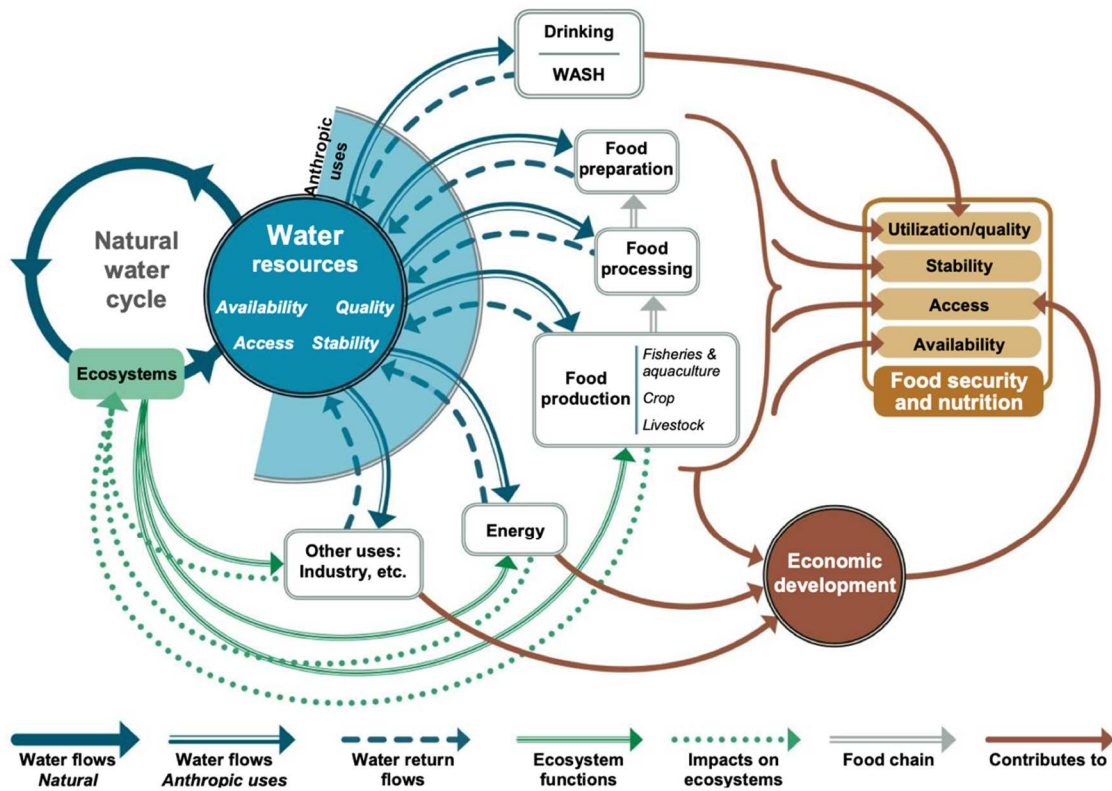 Drinking
WASH
Anthropic
uses
Food
preparation
Natural
water
cycle
Water
resources
Availability Quality
Access Stability
Food
processing
Utilization/quality
Stability
Access
Availability
Food security
and nutrition
Ecosystems
Food
production
Fisheries &
aquaculture
Crop
Livestock
Energy
Other uses:
Industry, etc.
Economic
development
Water flows
Natural
Water flows
Anthropic uses
Water return
flows
Ecosystem
functions
Impacts on
ecosystems
Food chain
Contributes to